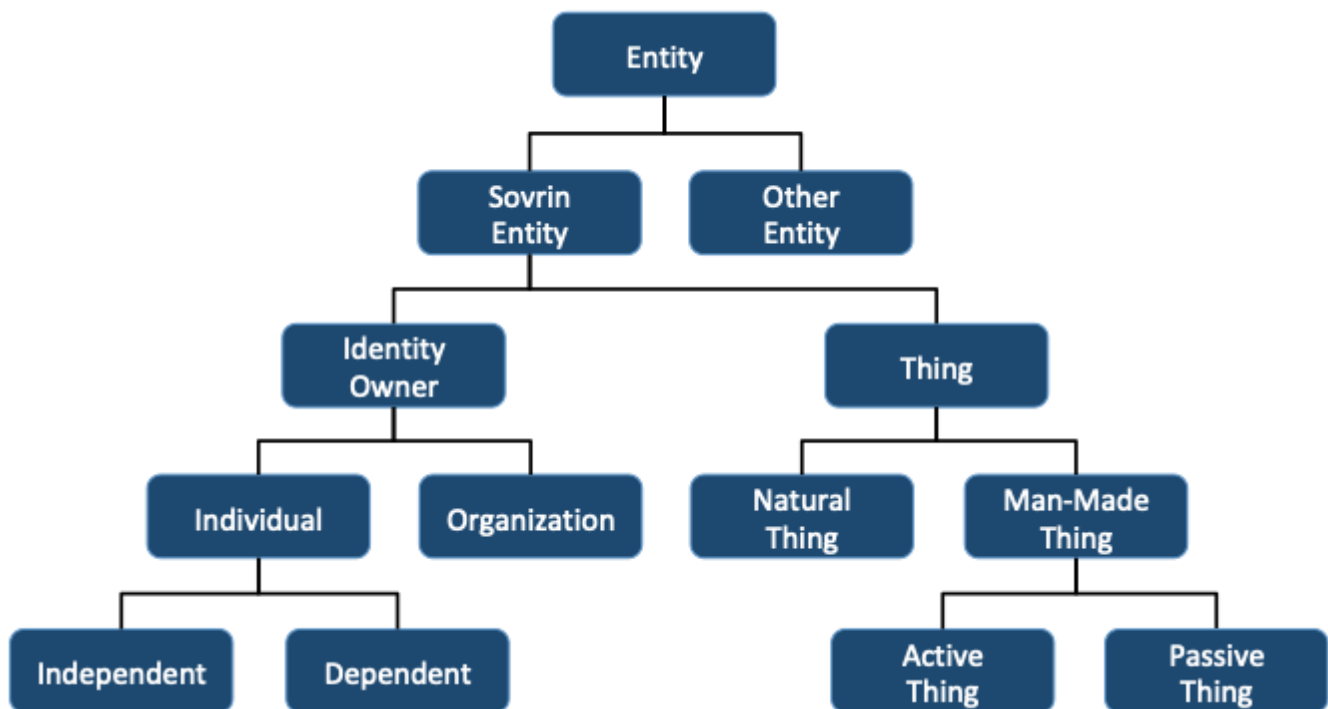 Entity
Sovrin
Entity
Other
Entity
Identity
Owner
Thing
Individual
Organization
Natural
Thing
Man-Made
Thing
Independent
Dependent
Active
Thing
Passive
Thing